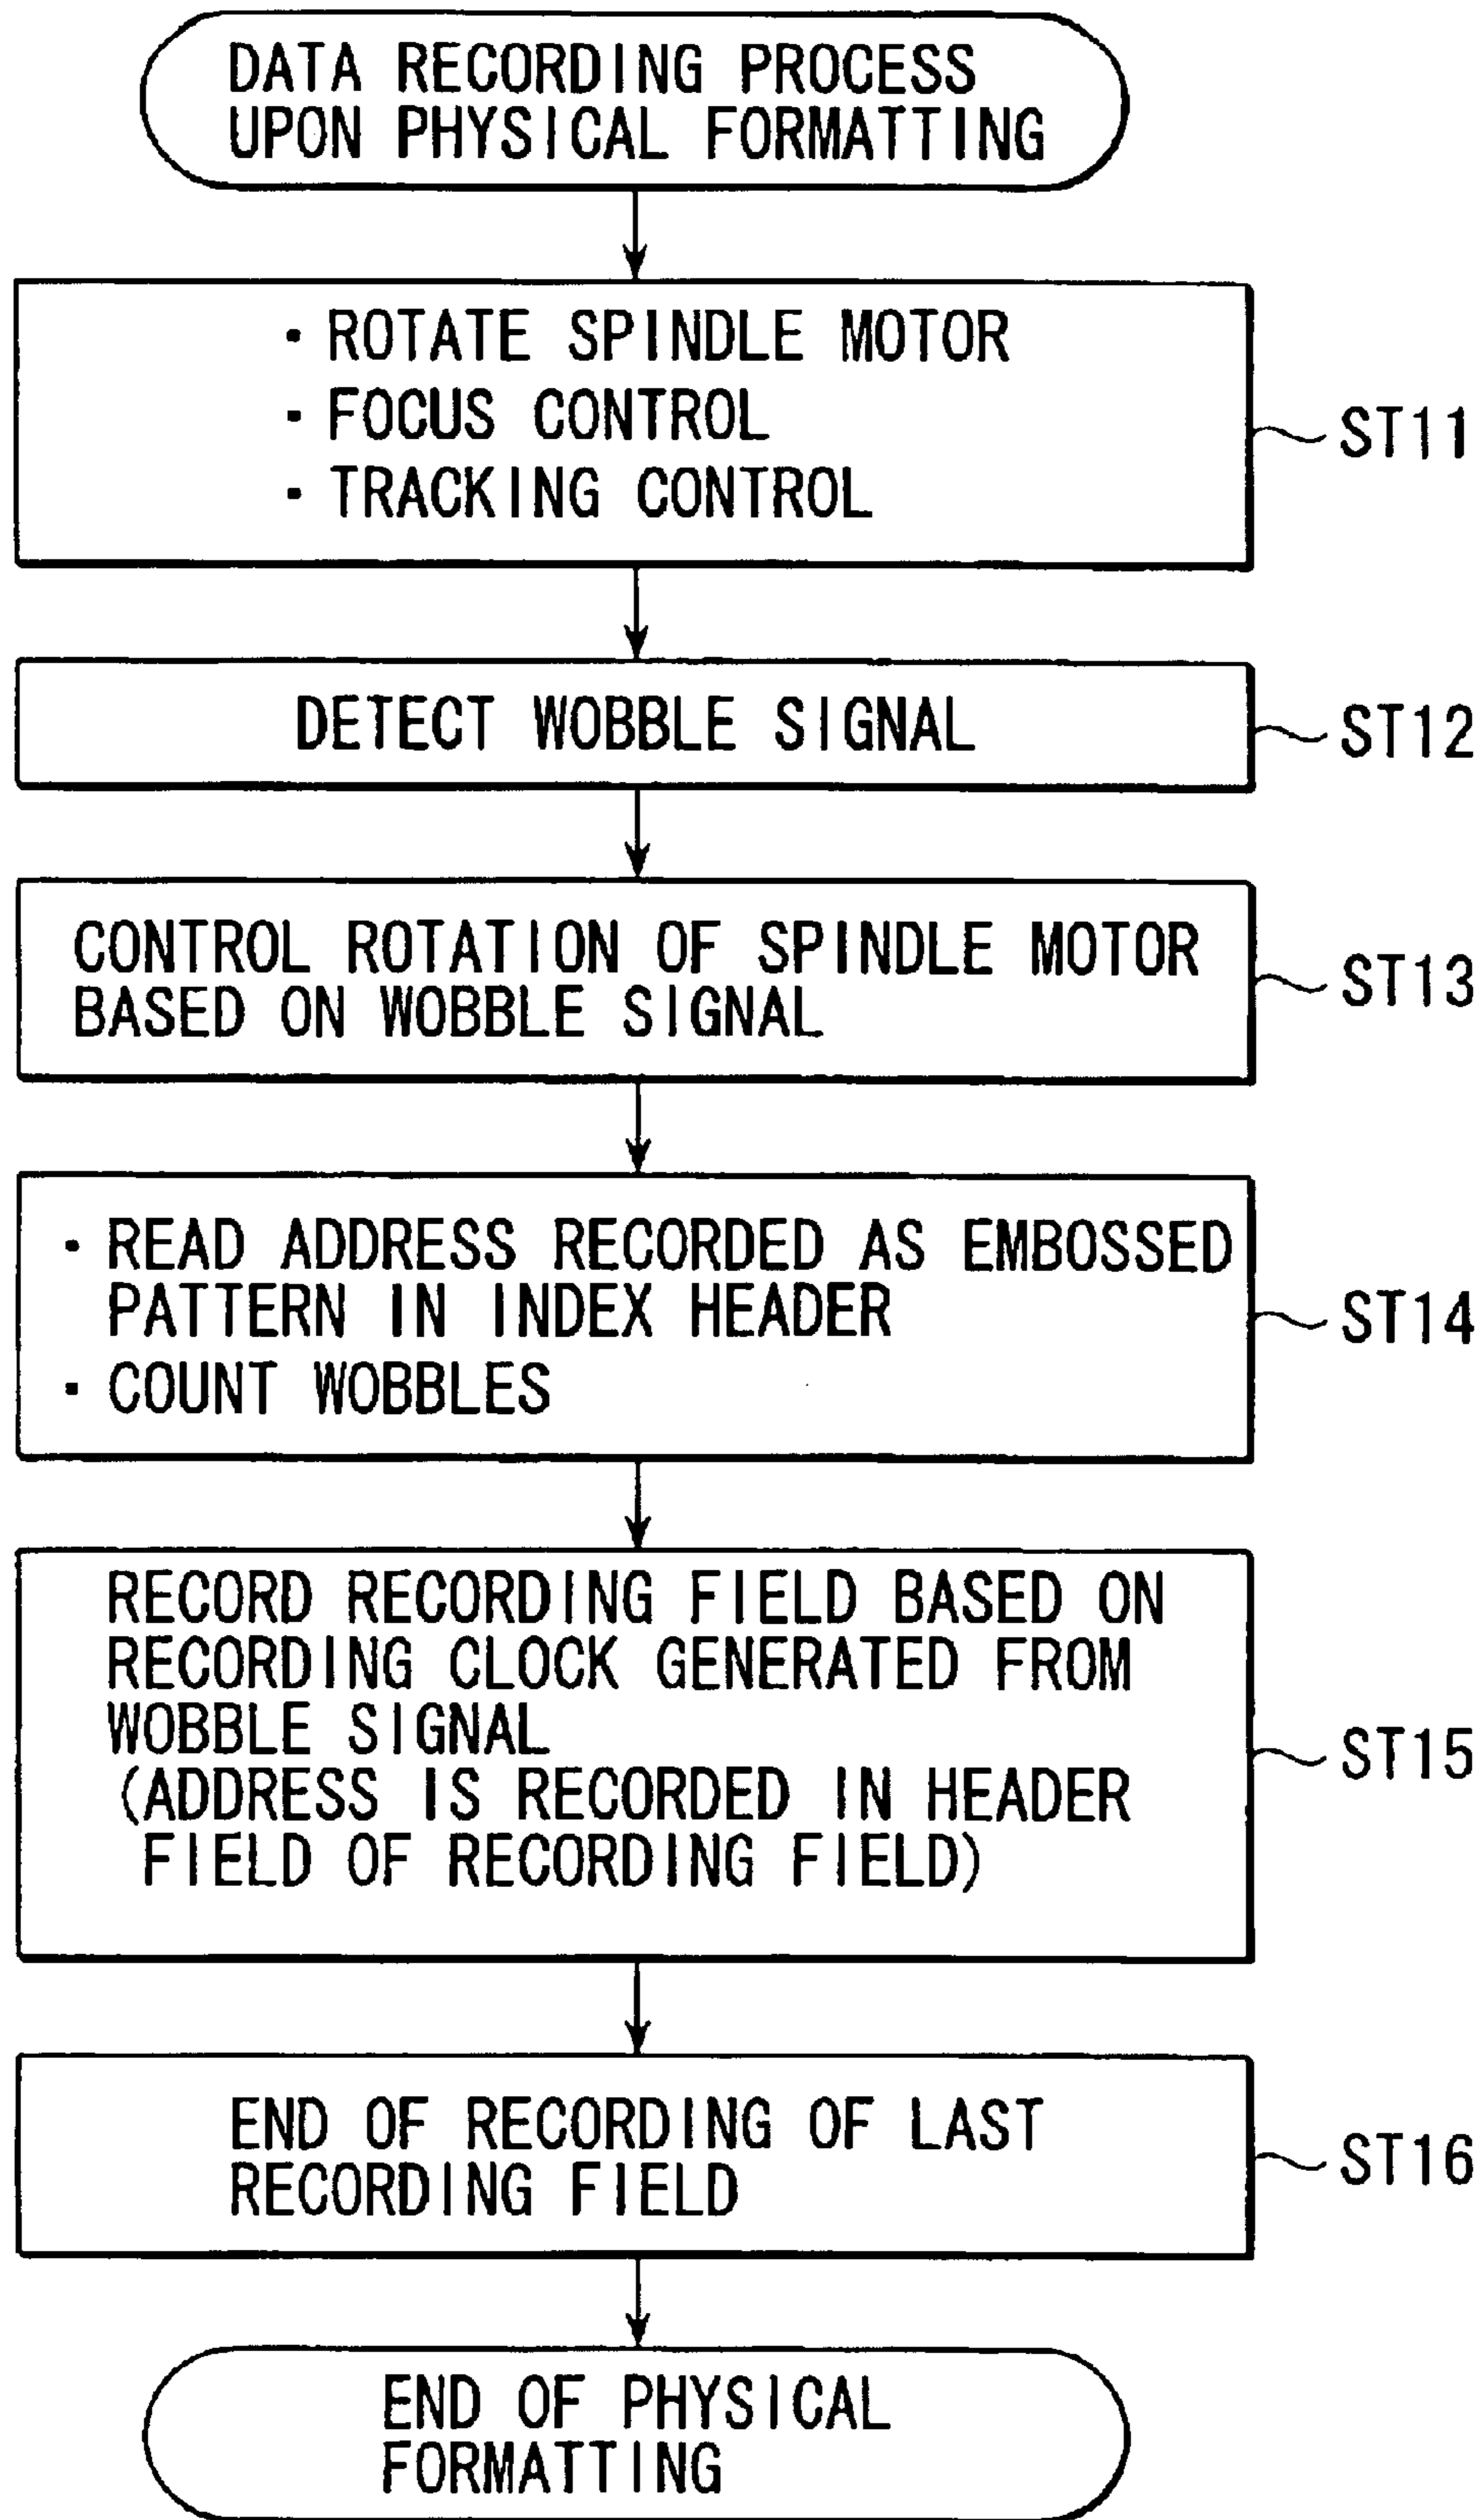 DATA RECORDING PROCESS
UPON PHYSICAL FORMATTING
· ROTATE SPINDLE MOTOR
· FOCUS CONTROL
· TRACKING CONTROL
ST11
DETECT WOBBLE SIGNAL
ST12
CONTROL ROTATION OF SPINDLE MOTOR
BASED ON WOBBLE SIGNAL
ST13
· READ ADDRESS RECORDED AS EMBOSSED
PATTERN IN INDEX HEADER
· COUNT WOBBLES
ST14
RECORD RECORDING FIELD BASED ON
RECORDING CLOCK GENERATED FROM
WOBBLE SIGNAL
(ADDRESS IS RECORDED IN HEADER
FIELD OF RECORDING FIELD)
ST15
END OF RECORDING OF LAST
RECORDING FIELD
ST16
END OF PHYSICAL
FORMATTING